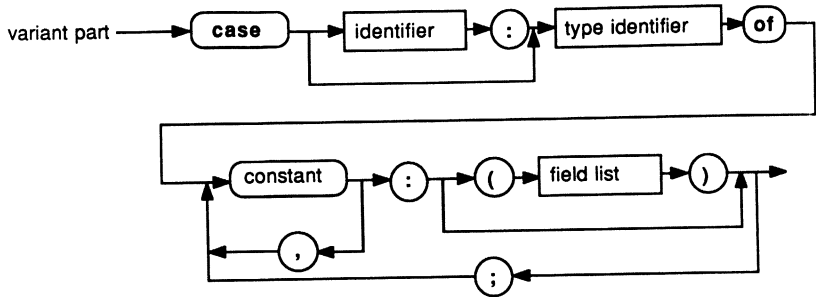 variant part case identifier : type identifier of
constant : ( field list )
,
;